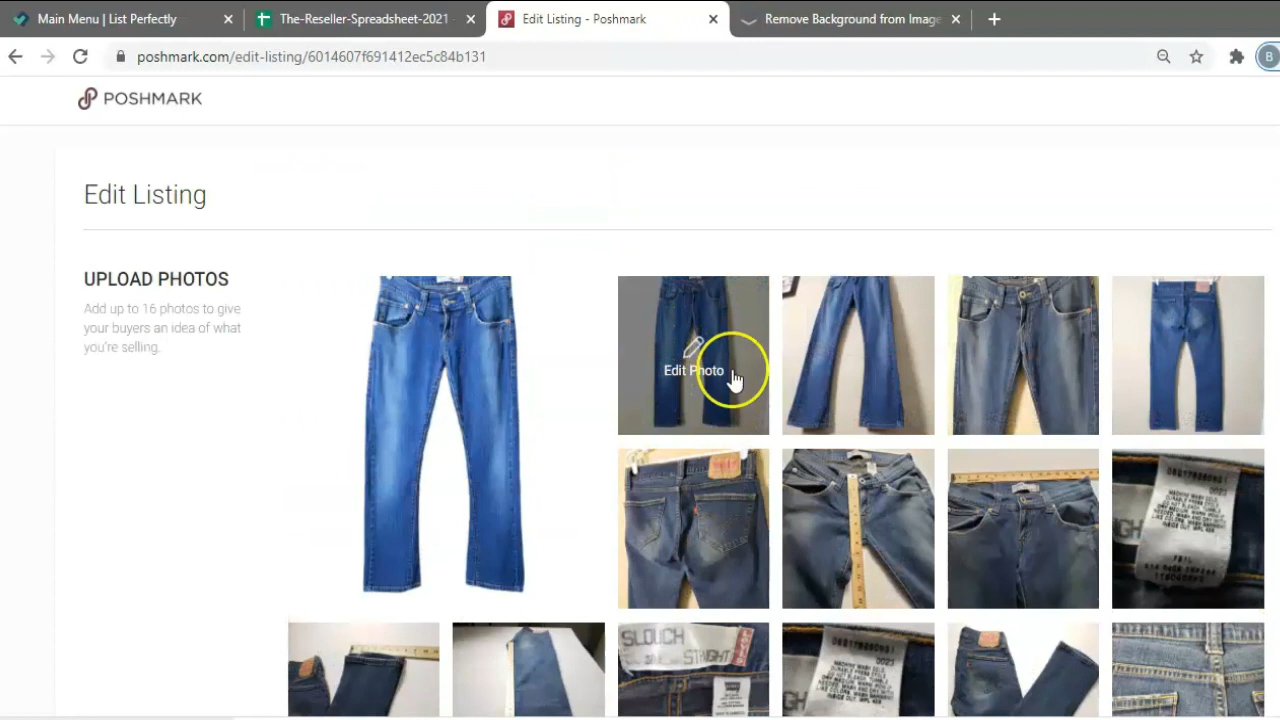 Main Menu | List Perfectly
The-Reseller-Spreadsheet-2021
Edit Listing - Poshmark
Remove Background from Image
poshmark.com/edit-listing/6014607f691412ec5c84b131
B
POSHMARK
Edit Listing
UPLOAD PHOTOS
Add up to 16 photos to give
your buyers an idea of what
you're selling.
Edit Photo
SLOUCH
STRAIGHT